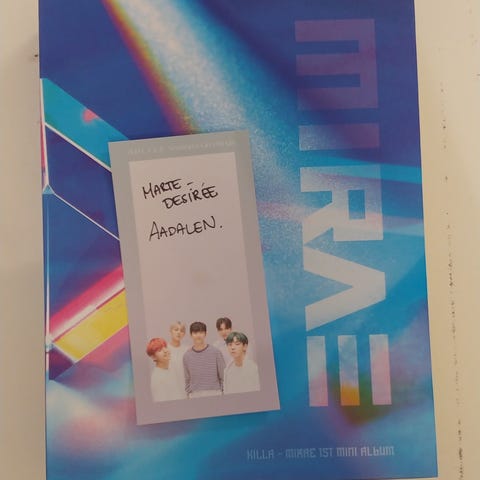 MARTE-
DESIRÉE
AADALEN.
MIRAE
KILLA - MIRAE 1ST MINI ALBUM